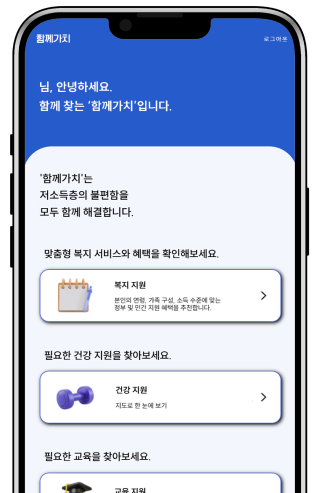 함께가치
로그아웃
님, 안녕하세요.
함께 찾는 ‘함께가치’입니다.
'함께가치'는
저소득층의 불편함을
모두 함께 해결합니다.
맞춤형 복지 서비스와 혜택을 확인해보세요.
복지 지원
본인의 연령, 가족 구성, 소득 수준에 맞는
정부 및 민간 지원 혜택을 추천합니다.
필요한 건강 지원을 찾아보세요.
건강 지원
지도로 한 눈에 보기
필요한 교육을 찾아보세요.
교육 지원